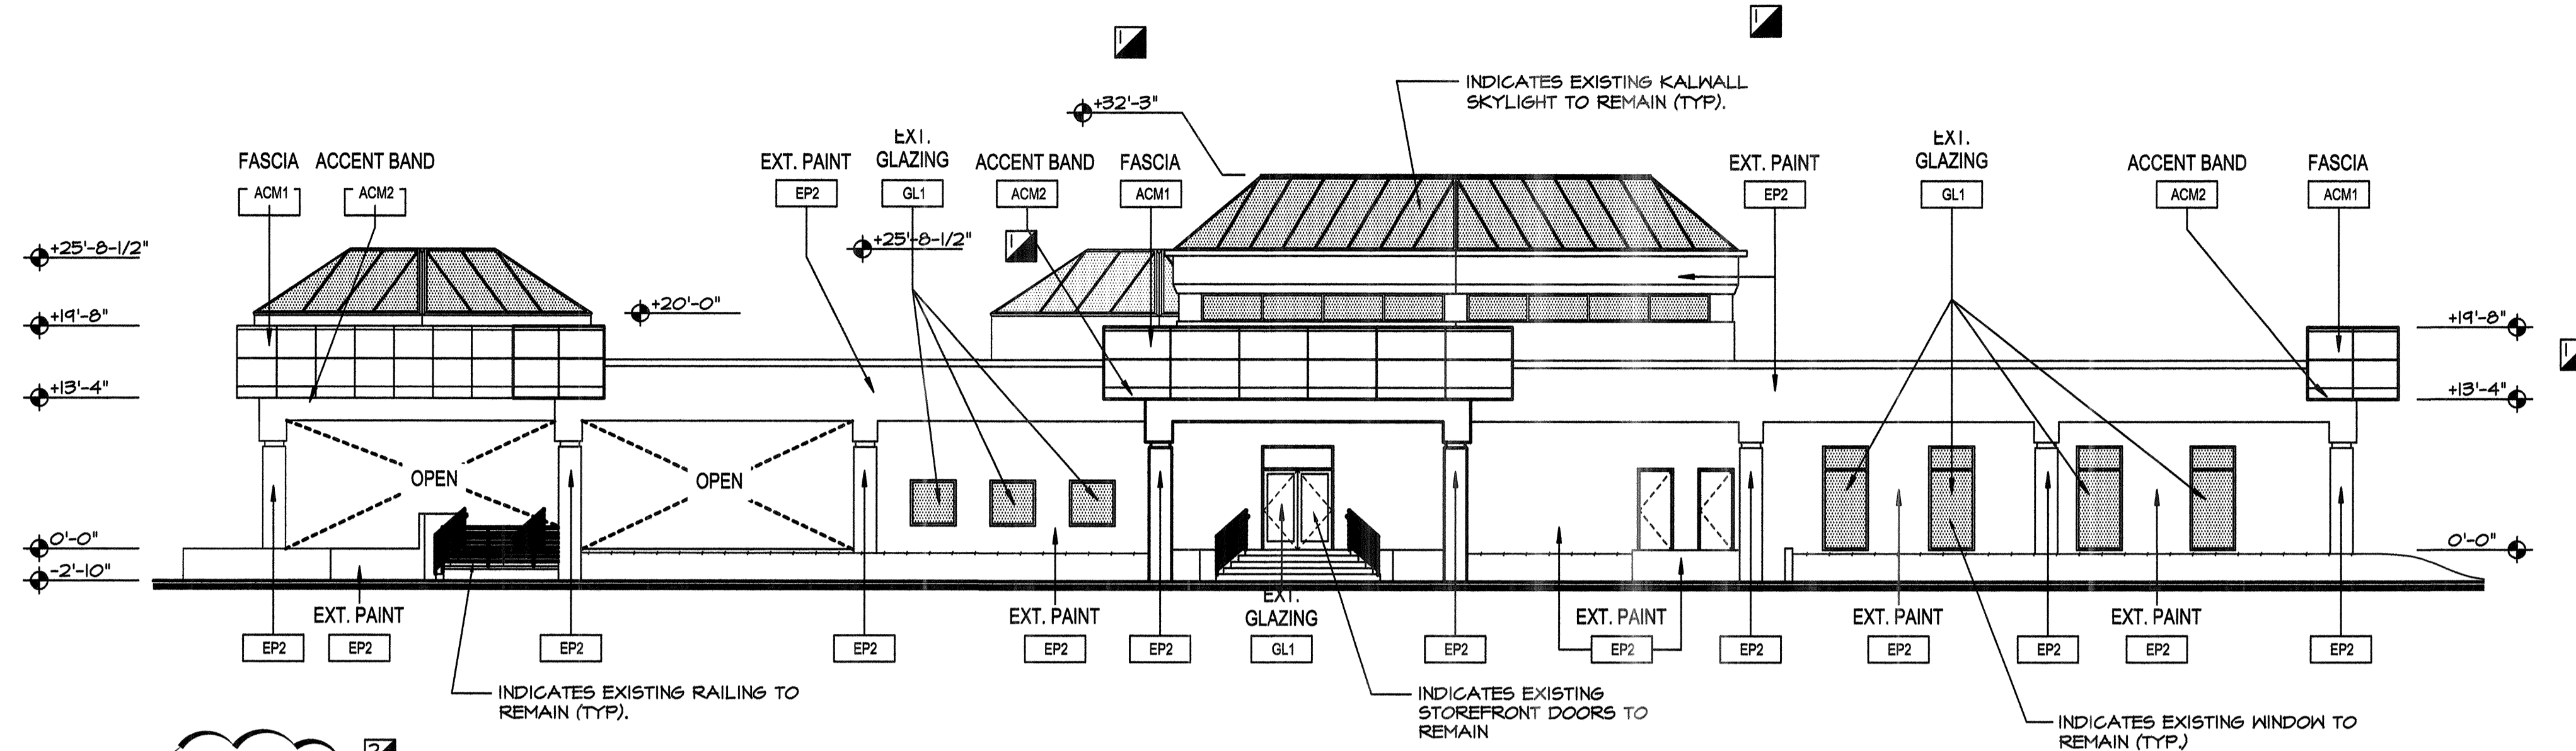 INDICATES EXISTING KALWALL
SKYLIGHT TO REMAIN (TYP).
+32'-3"
FASCIA
ACM1
ACCENT BAND
ACM2
EXT. PAINT
EP2
EXT.
GLAZING
GL1
ACCENT BAND
ACM2
FASCIA
ACM1
EXT. PAINT
EP2
EXT.
GLAZING
GL1
ACCENT BAND
ACM2
FASCIA
ACM1
1
1
1
1
+25'-8-1/2"
+19'-8"
+13'-4"
0'-0"
-2'-10"
+20'-0"
+25'-8-1/2"
+19'-8"
+13'-4"
0'-0"
OPEN
OPEN
EP2
EXT. PAINT
EP2
EP2
EP2
EXT. PAINT
EP2
EP2
EXT.
GLAZING
GL1
EP2
EXT. PAINT
EP2
EP2
EXT. PAINT
EP2
EP2
EXT. PAINT
EP2
EP2
INDICATES EXISTING RAILING TO
REMAIN (TYP).
INDICATES EXISTING
STOREFRONT DOORS TO
REMAIN
INDICATES EXISTING WINDOW TO
REMAIN (TYP.)
2